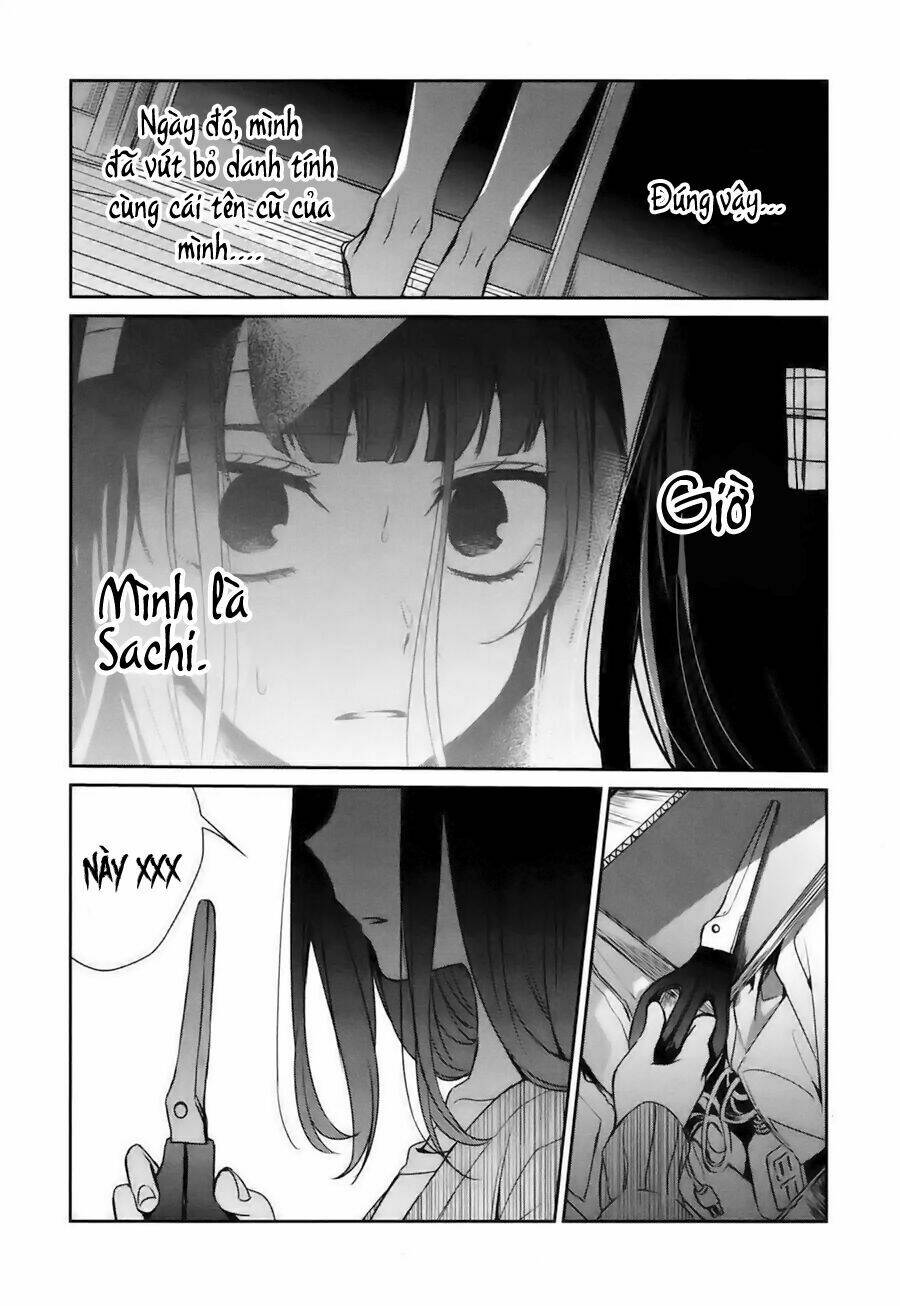 Đúng vậy...
Ngày đó, mình
đã vứt bỏ danh tính
cùng cái tên cũ của
mình....
Giờ
Mình là
Sachi.
NÀY XXX